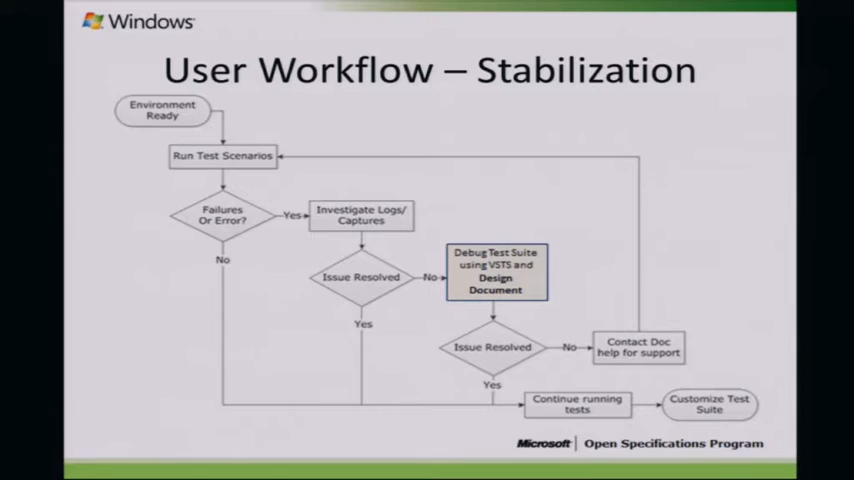 Windows
User Workflow – Stabilization
Environment
Ready
Run Test Scenarios
Failures
Or Error?
Yes
Investigate Logs/
Captures
No
Issue Resolved
No
Debug Test Suite
using VSTS and
Design
Document
Yes
Issue Resolved
No
Contact Doc
help for support
Yes
Continue running
tests
Customize Test
Suite
Microsoft | Open Specifications Program